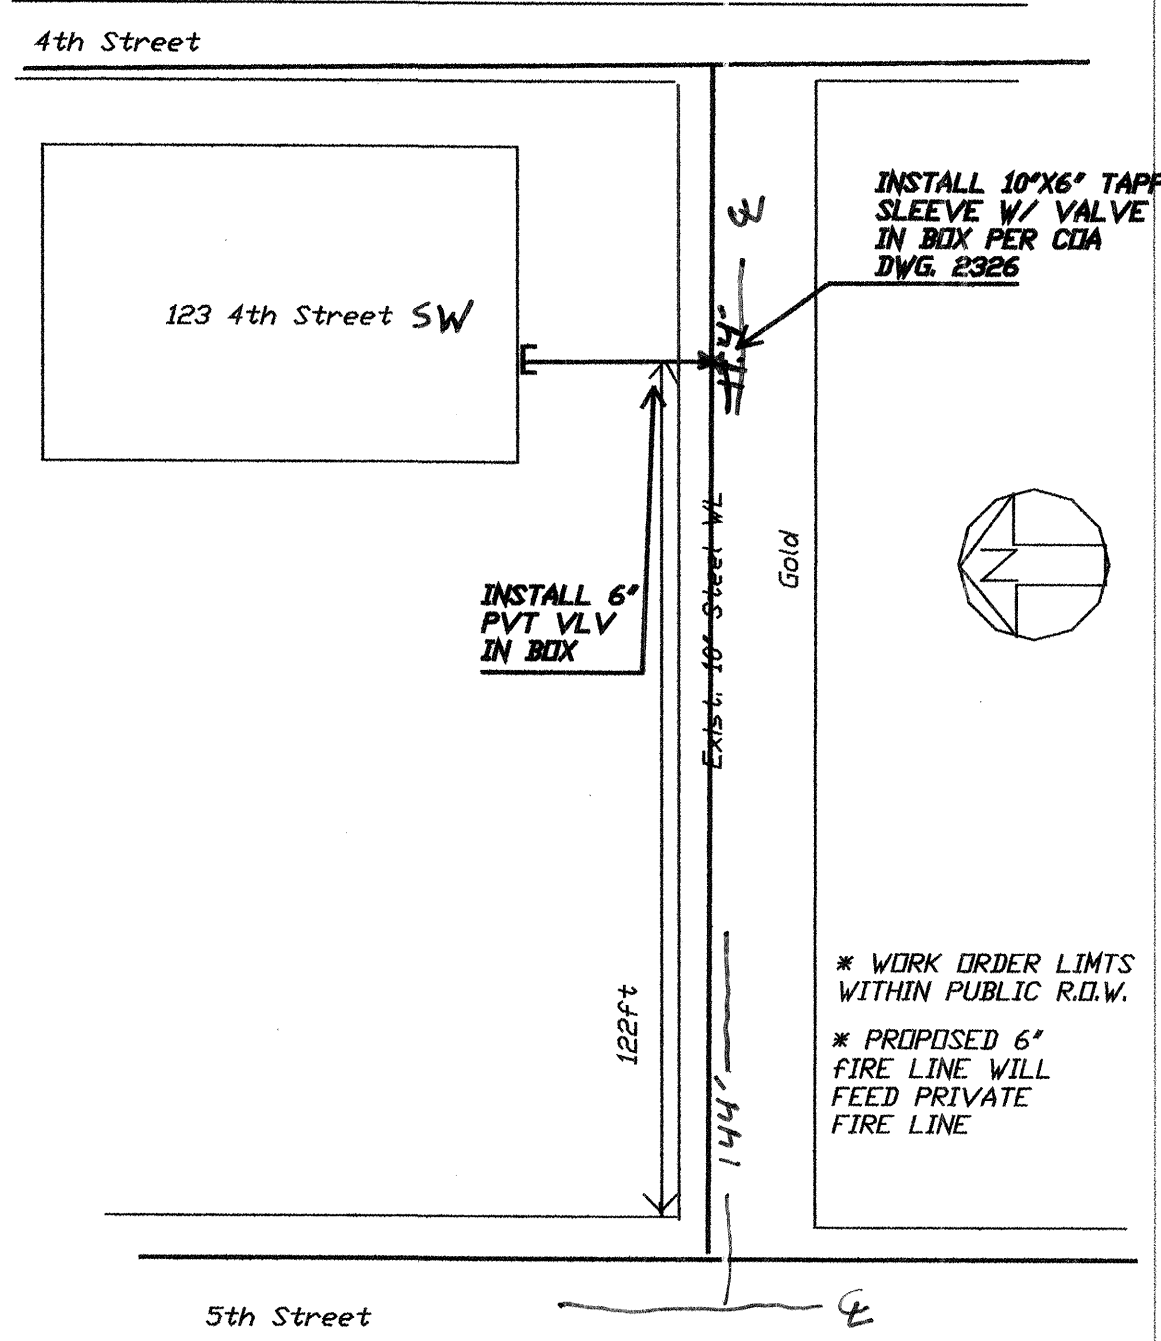 4th Street
INSTALL 10"X6" TAPP
SLEEVE W/ VALVE
IN BOX PER COA
DWG. 2326
123 4th Street SW
11.4'
Exist. 10" Steel WL
Gold
N
INSTALL 6"
PVT VLV
IN BOX
122ft
144'
* WORK ORDER LIMTS
WITHIN PUBLIC R.O.W.
* PROPOSED 6"
fIRE LINE WILL
FEED PRIVATE
FIRE LINE
5th Street
℄